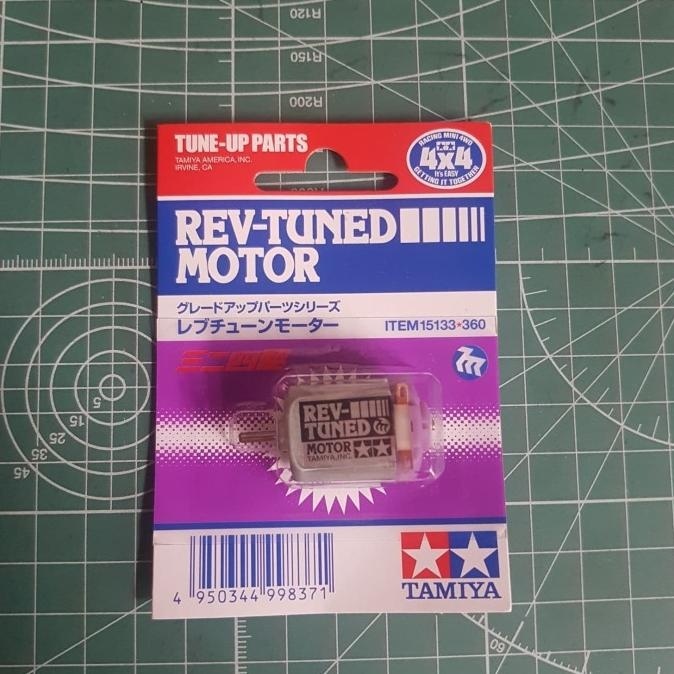 R120
R150
R200
TUNE-UP PARTS
TAMIYA AMERICA, INC.
IRVINE, CA
RACING MINI 4WD
4x4
It's EASY
GETTING IT TOGETHER
REV-TUNED
MOTOR
グレードアップパーツシリーズ
レブチューンモーター
ITEM 15133★360
ミニ四駆
REV-
TUNED
MOTOR
TAMIYA, INC.
5
15
25
35
45
4 950344 998371
TAMIYA
60